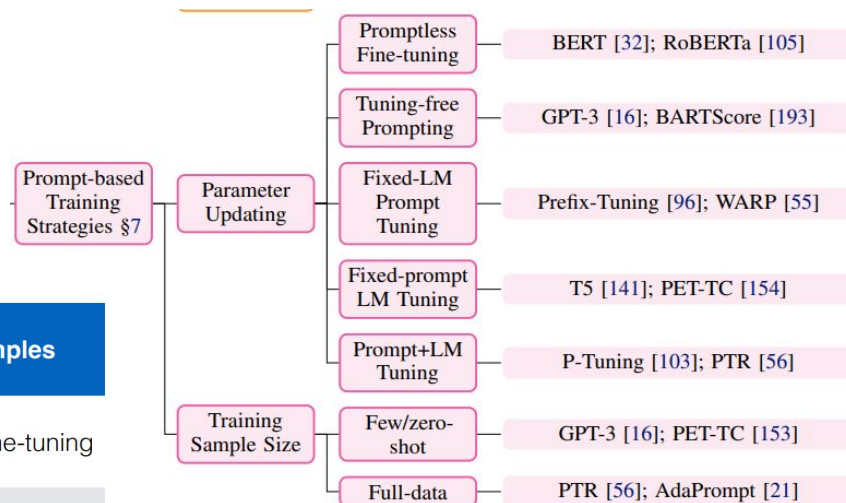 Promptless
Fine-tuning
BERT [32]; RoBERTa [105]
Tuning-free
Prompting
GPT-3 [16]; BARTScore [193]
Prompt-based
Training
Strategies §7
Parameter
Updating
Fixed-LM
Prompt
Tuning
Prefix-Tuning [96]; WARP [55]
Fixed-prompt
LM Tuning
T5 [141]; PET-TC [154]
Prompt+LM
Tuning
P-Tuning [103]; PTR [56]
Training
Sample Size
Few/zero-
shot
GPT-3 [16]; PET-TC [153]
Full-data
PTR [56]; AdaPrompt [21]
mples
ne-tuning